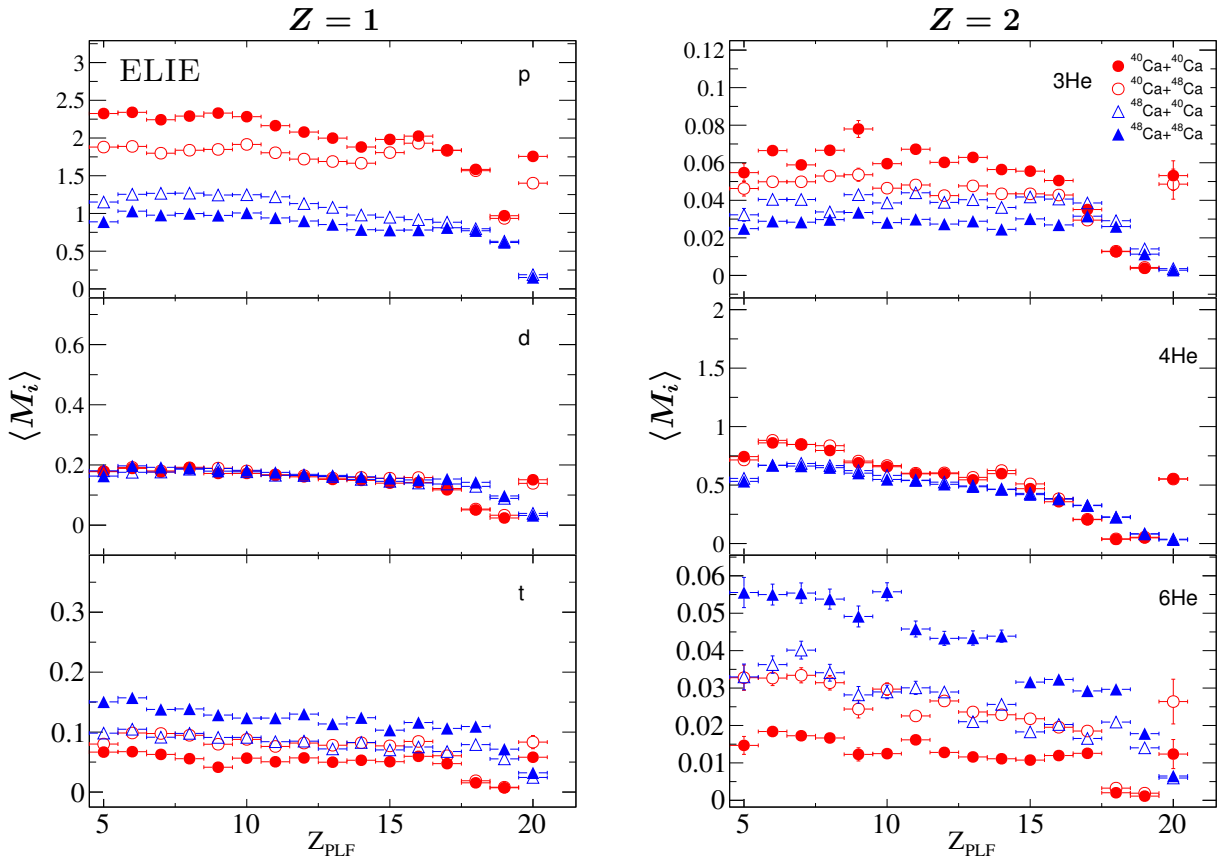 Z = 1
ELIE
p
3
2.5
2
1.5
1
0.5
0
d
0.6
0.4
0.2
0
⟨M_i⟩
t
0.3
0.2
0.1
0
5 10 15 20
Z_PLF
Z = 2
3He
⁴⁰Ca+⁴⁰Ca
⁴⁰Ca+⁴⁸Ca
⁴⁸Ca+⁴⁰Ca
⁴⁸Ca+⁴⁸Ca
0.12
0.1
0.08
0.06
0.04
0.02
0
4He
2
1.5
1
0.5
0
⟨M_i⟩
6He
0.06
0.05
0.04
0.03
0.02
0.01
0
5 10 15 20
Z_PLF